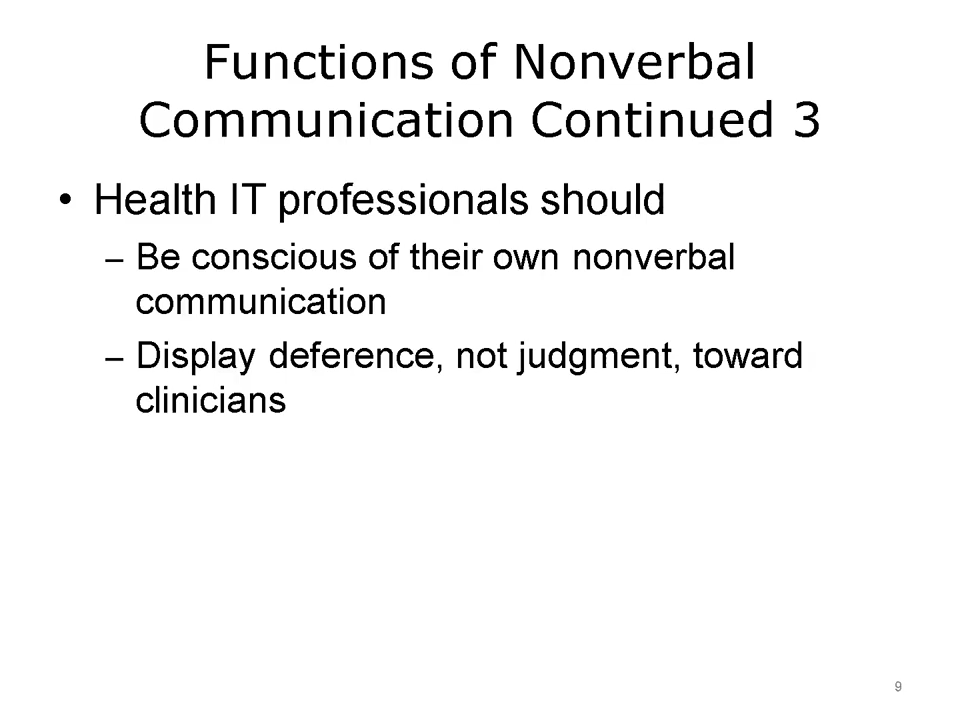 Functions of Nonverbal
Communication Continued 3
• Health IT professionals should
– Be conscious of their own nonverbal
communication
– Display deference, not judgment, toward
clinicians
9